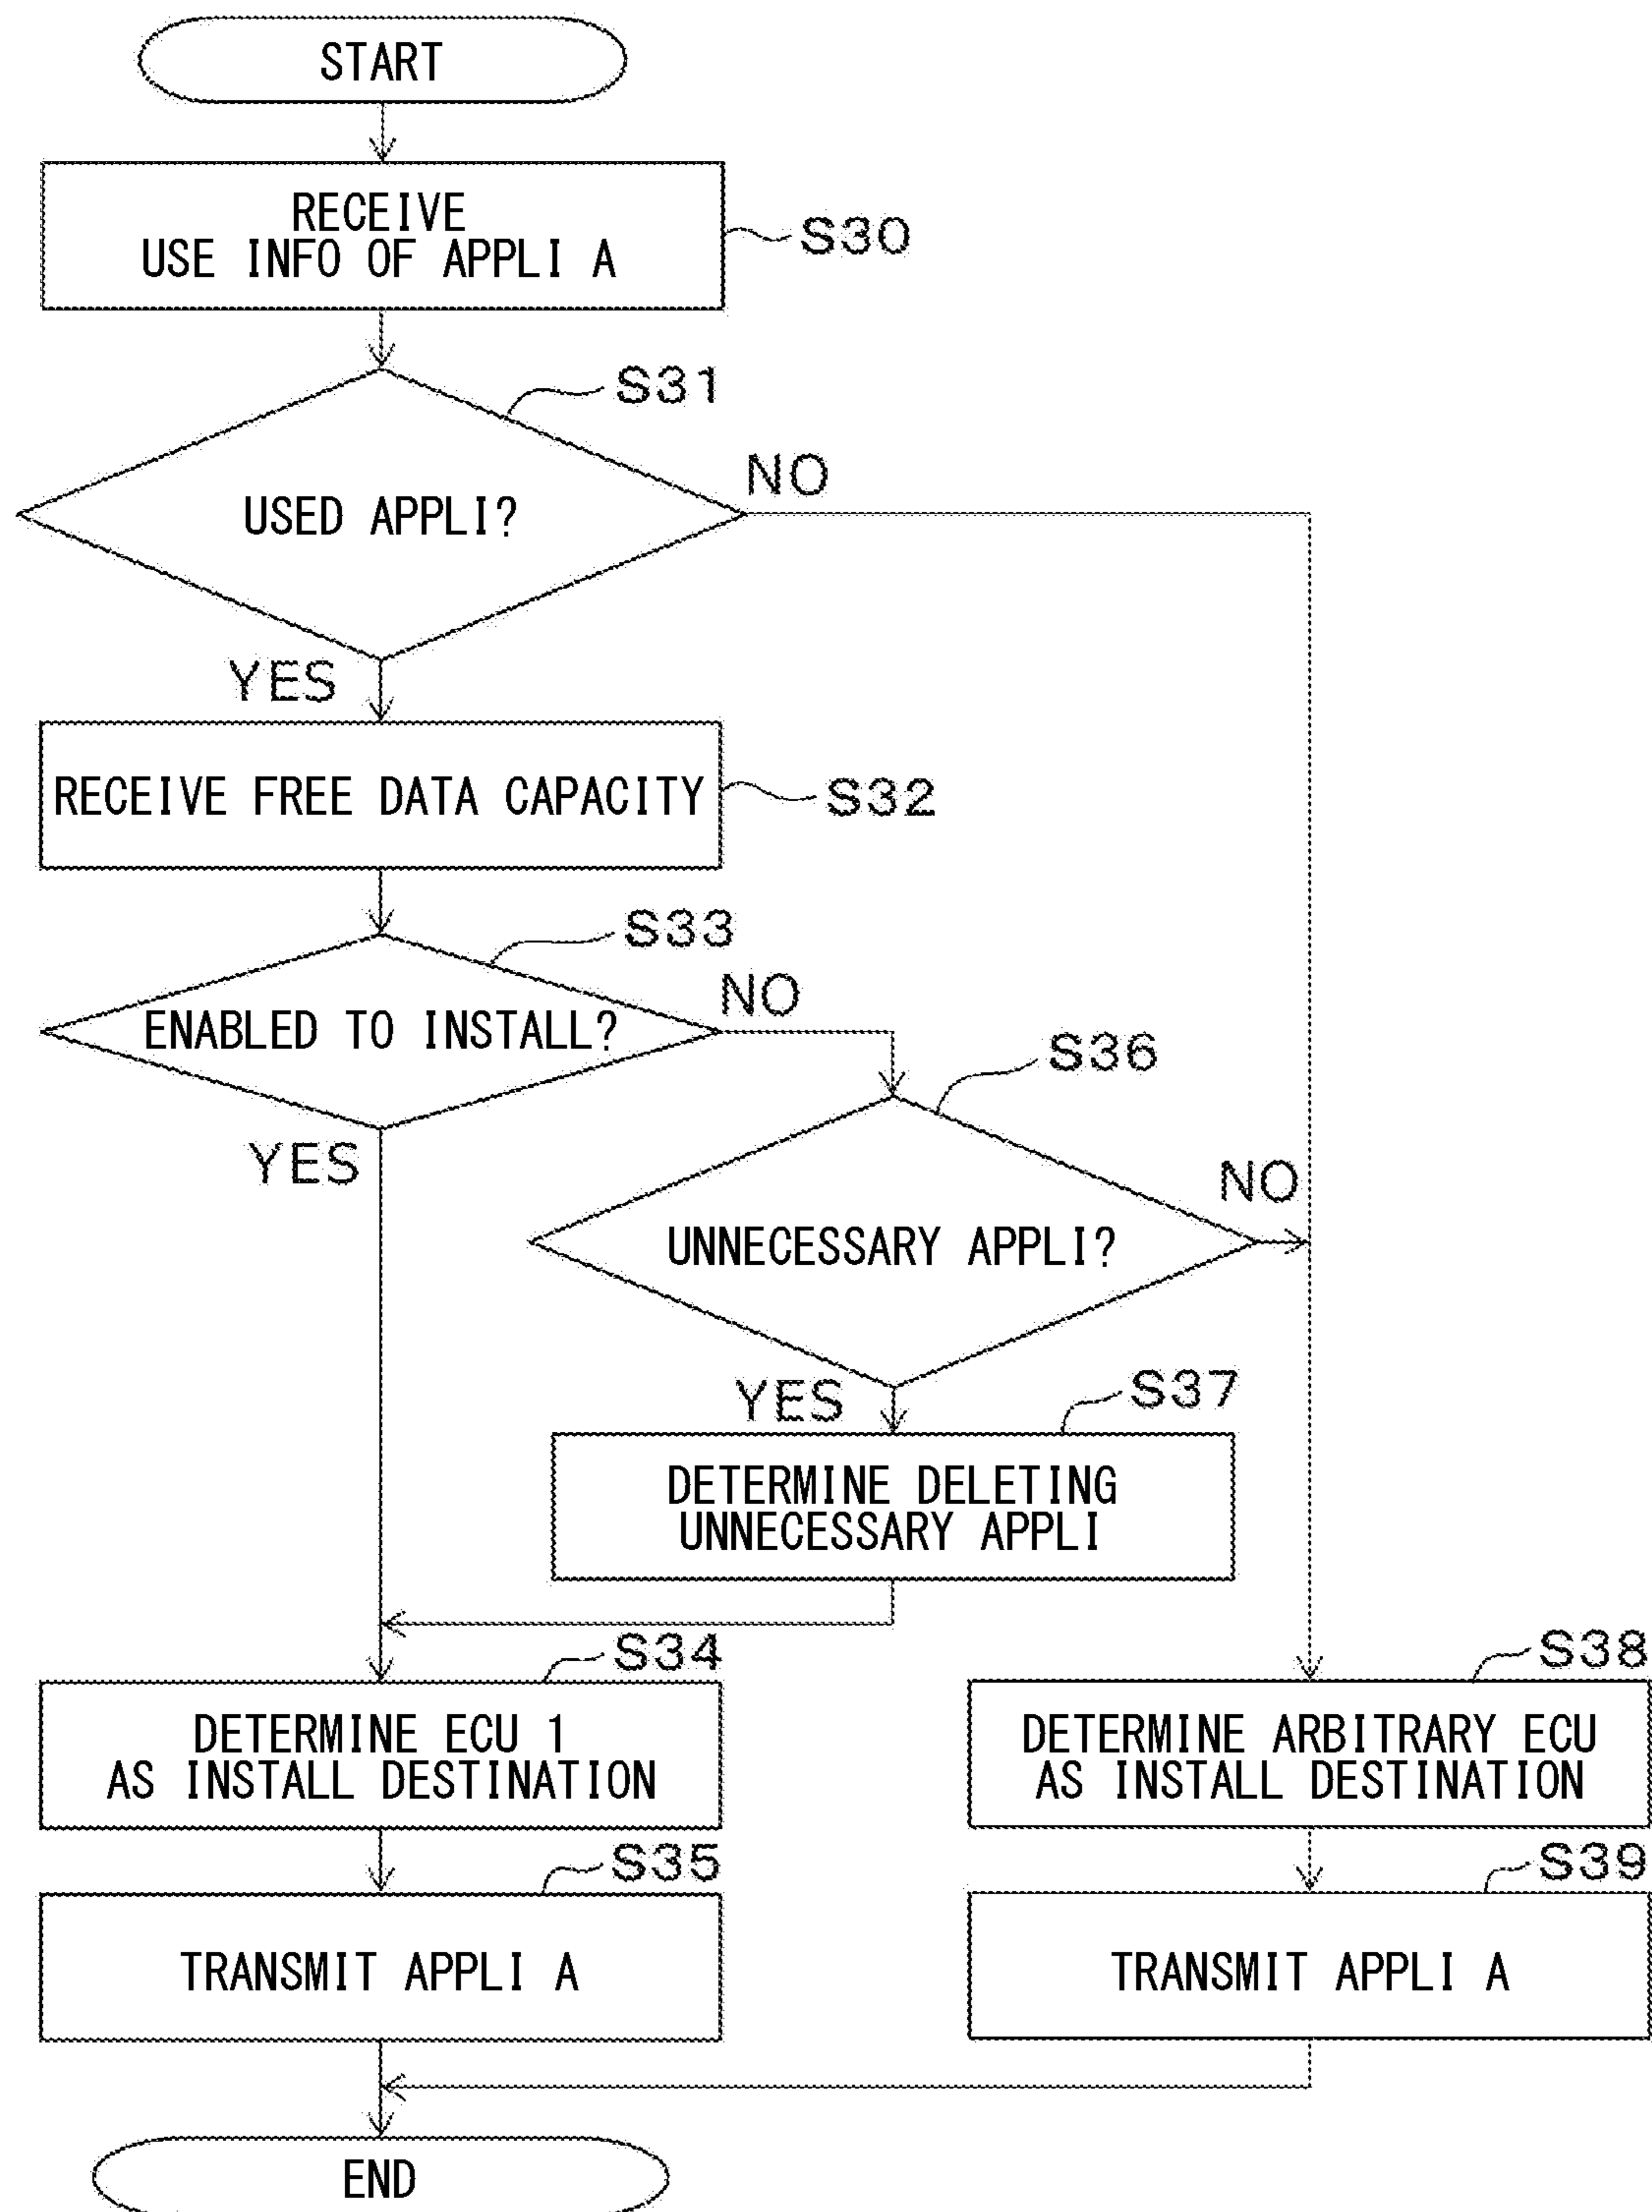 START
RECEIVE
USE INFO OF APPLI A
S30
S31
USED APPLI?
NO
YES
RECEIVE FREE DATA CAPACITY
S32
S33
ENABLED TO INSTALL?
NO
YES
S36
UNNECESSARY APPLI?
NO
YES
S37
DETERMINE DELETING
UNNECESSARY APPLI
S34
DETERMINE ECU 1
AS INSTALL DESTINATION
S38
DETERMINE ARBITRARY ECU
AS INSTALL DESTINATION
S35
TRANSMIT APPLI A
S39
TRANSMIT APPLI A
END